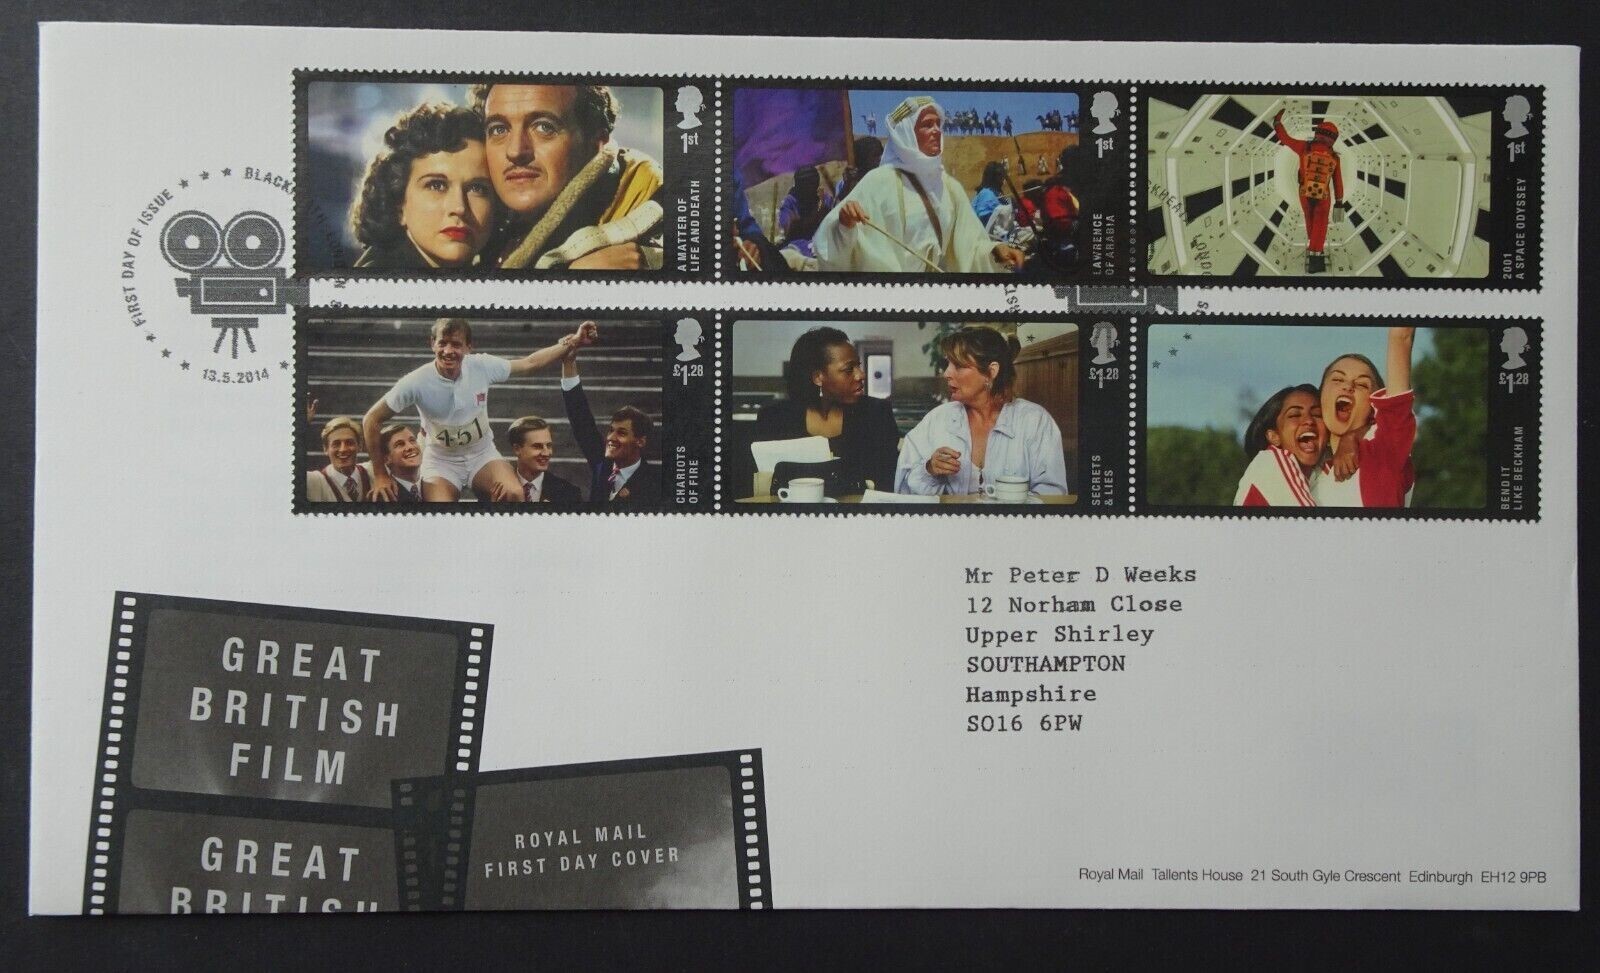 FIRST DAY OF ISSUE
13.5.2014
1st
A MATTER OF
LIFE AND DEATH
1st
LAWRENCE
OF ARABIA
1st
2001
A SPACE ODYSSEY
£1.28
451
CHARIOTS
OF FIRE
£1.28
SECRETS
& LIES
£1.28
BEND IT
LIKE BECKHAM
Mr Peter D Weeks
12 Norham Close
Upper Shirley
SOUTHAMPTON
Hampshire
SO16 6PW
GREAT
BRITISH
FILM
GREAT
BRITISH
ROYAL MAIL
FIRST DAY COVER
Royal Mail Tallents House 21 South Gyle Crescent Edinburgh EH12 9PB